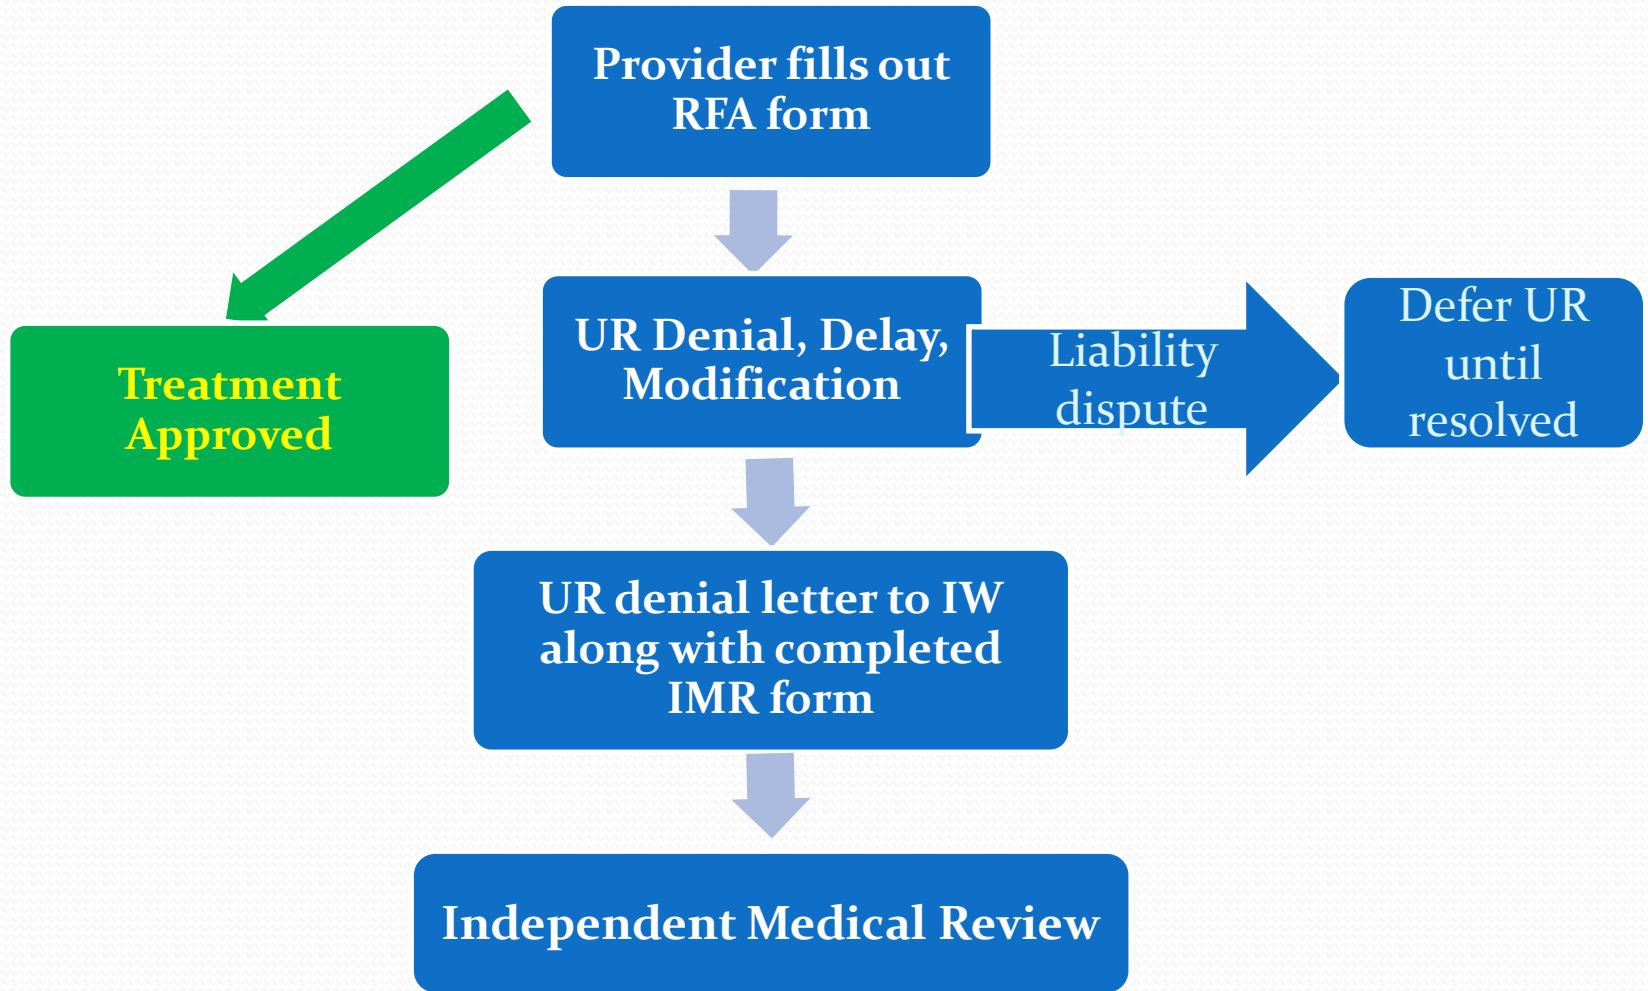 Provider fills out
RFA form
Treatment
Approved
UR Denial, Delay,
Modification
Liability
dispute
Defer UR
until
resolved
UR denial letter to IW
along with completed
IMR form
Independent Medical Review